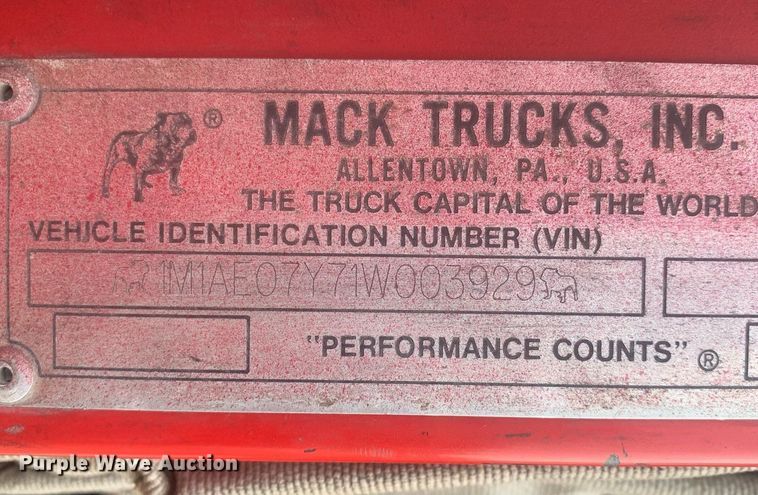 ® MACK TRUCKS, INC.
ALLENTOWN, PA., U.S.A.
THE TRUCK CAPITAL OF THE WORLD
VEHICLE IDENTIFICATION NUMBER (VIN)
1M1AE07Y71W003929
"PERFORMANCE COUNTS" ®
Purple Wave Auction